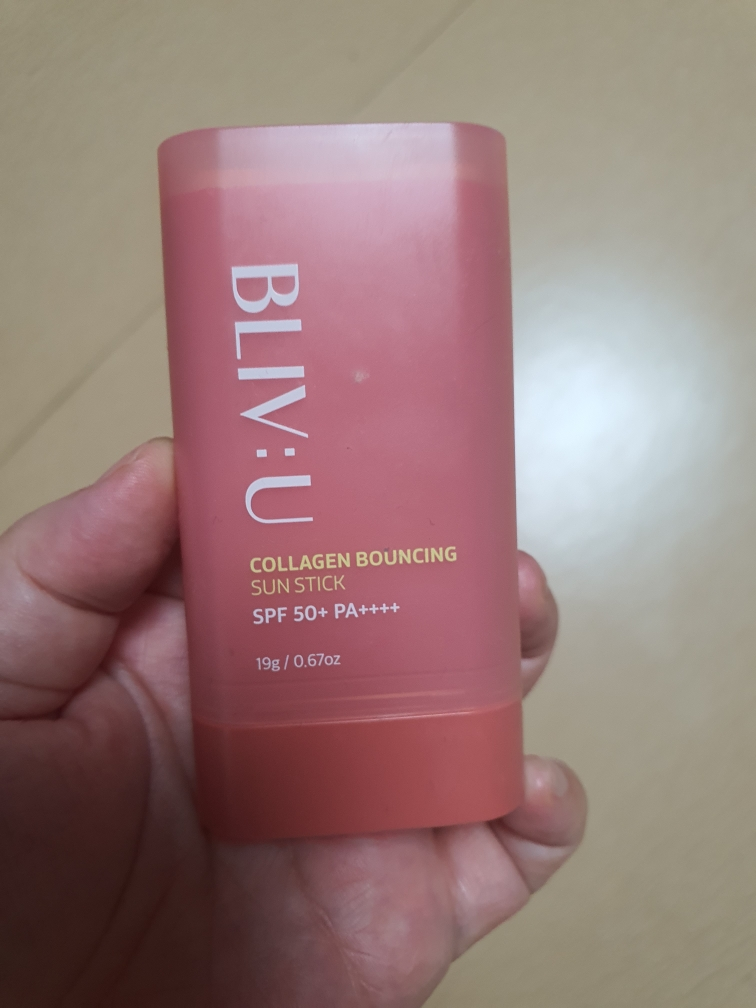 BLIV:U
COLLAGEN BOUNCING
SUN STICK
SPF 50+ PA++++
19g / 0.67oz